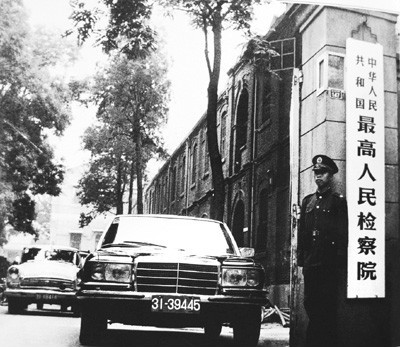 中华人民
共和国
最高人民检察院
31-39445